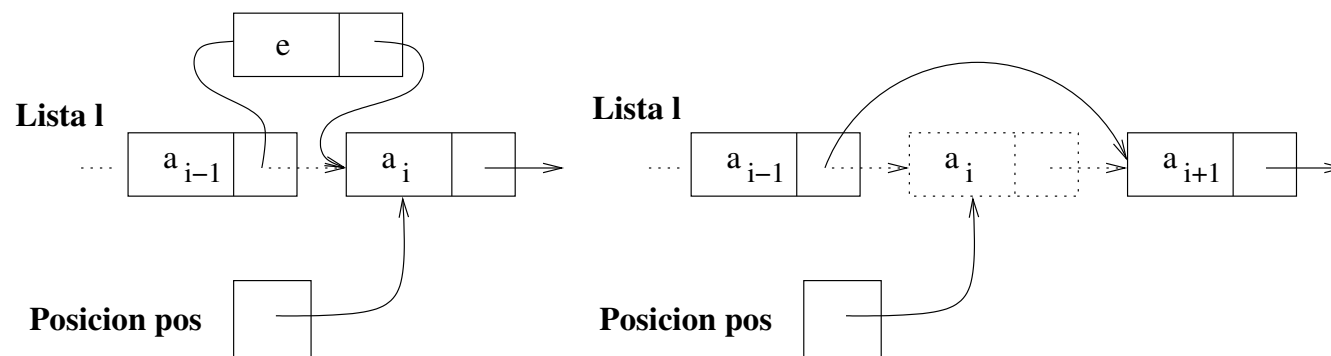 e
Lista l
a i−1
a i
Posicion pos
Lista l
a i−1
a i
a i+1
Posicion pos